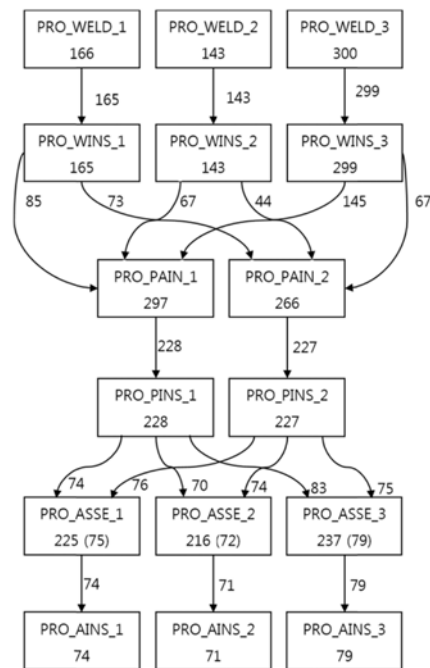 PRO_WELD_1 PRO_WELD_2 PRO_WELD_3
166 143 300
165 143 299
PRO_WINS_1 PRO_WINS_2 PRO_WINS_3
165 143 299
85 73 67 44 145 67
PRO_PAIN_1 PRO_PAIN_2
297 266
228 227
PRO_PINS_1 PRO_PINS_2
228 227
74 76 70 74 83 75
PRO_ASSE_1 PRO_ASSE_2 PRO_ASSE_3
225 (75) 216 (72) 237 (79)
74 71 79
PRO_AINS_1 PRO_AINS_2 PRO_AINS_3
74 71 79